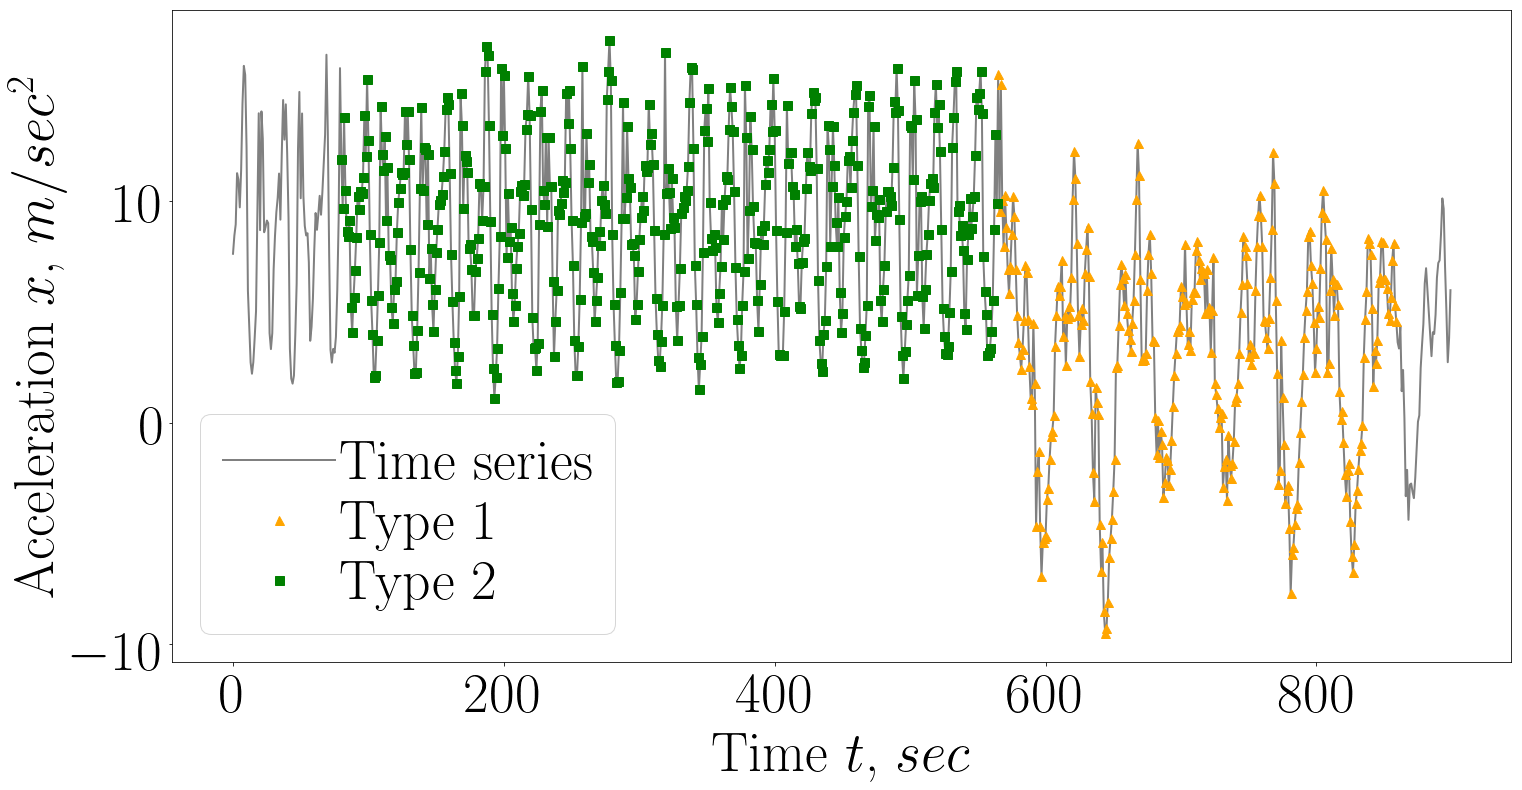 Acceleration x, m/sec²
10
0
−10
Time series
Type 1
Type 2
0 200 400 600 800
Time t, sec